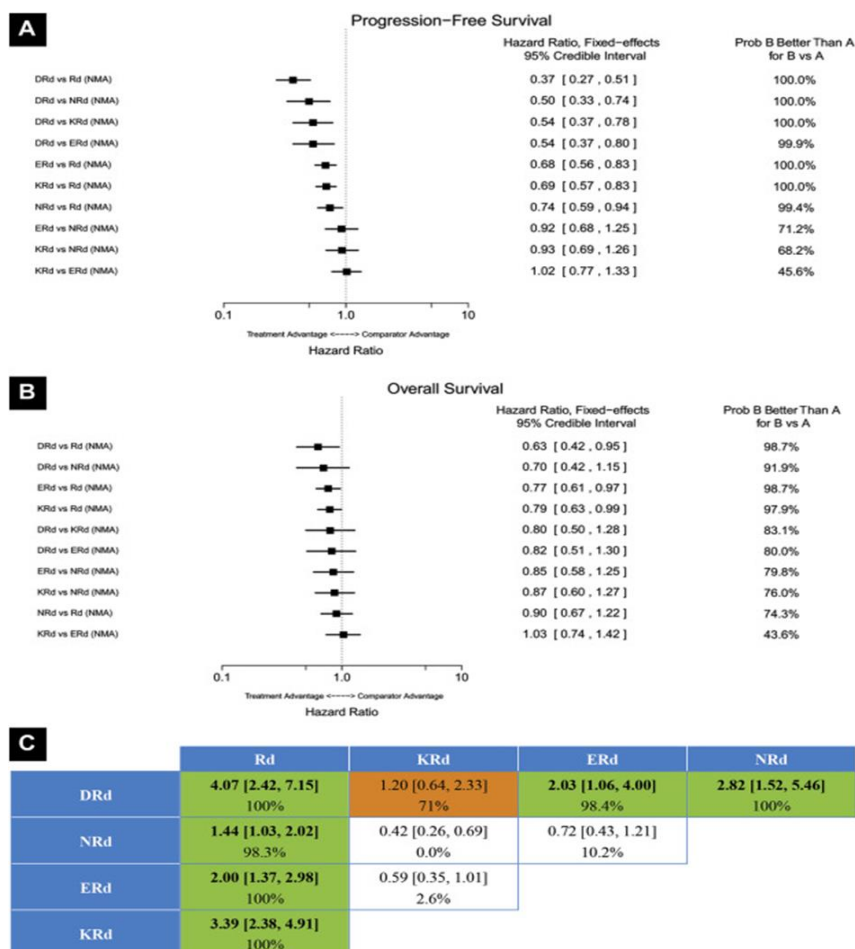 A
Progression-Free Survival
Hazard Ratio, Fixed-effects Prob B Better Than A
95% Credible Interval for B vs A
DRd vs Rd (NMA) 0.37 [ 0.27 , 0.51 ] 100.0%
DRd vs NRd (NMA) 0.50 [ 0.33 , 0.74 ] 100.0%
DRd vs KRd (NMA) 0.54 [ 0.37 , 0.78 ] 100.0%
DRd vs ERd (NMA) 0.54 [ 0.37 , 0.80 ] 99.9%
ERd vs Rd (NMA) 0.68 [ 0.56 , 0.83 ] 100.0%
KRd vs Rd (NMA) 0.69 [ 0.57 , 0.83 ] 100.0%
NRd vs Rd (NMA) 0.74 [ 0.59 , 0.94 ] 99.4%
ERd vs NRd (NMA) 0.92 [ 0.68 , 1.25 ] 71.2%
KRd vs NRd (NMA) 0.93 [ 0.69 , 1.26 ] 68.2%
KRd vs ERd (NMA) 1.02 [ 0.77 , 1.33 ] 45.6%
0.1 1.0 10
Treatment Advantage <----> Comparator Advantage
Hazard Ratio
B
Overall Survival
Hazard Ratio, Fixed-effects Prob B Better Than A
95% Credible Interval for B vs A
DRd vs Rd (NMA) 0.63 [ 0.42 , 0.95 ] 98.7%
DRd vs NRd (NMA) 0.70 [ 0.42 , 1.15 ] 91.9%
ERd vs Rd (NMA) 0.77 [ 0.61 , 0.97 ] 98.7%
KRd vs Rd (NMA) 0.79 [ 0.63 , 0.99 ] 97.9%
DRd vs KRd (NMA) 0.80 [ 0.50 , 1.28 ] 83.1%
DRd vs ERd (NMA) 0.82 [ 0.51 , 1.30 ] 80.0%
ERd vs NRd (NMA) 0.85 [ 0.58 , 1.25 ] 79.8%
KRd vs NRd (NMA) 0.87 [ 0.60 , 1.27 ] 76.0%
NRd vs Rd (NMA) 0.90 [ 0.67 , 1.22 ] 74.3%
KRd vs ERd (NMA) 1.03 [ 0.74 , 1.42 ] 43.6%
0.1 1.0 10
Treatment Advantage <----> Comparator Advantage
Hazard Ratio
C
Rd KRd ERd NRd
DRd
4.07 [2.42, 7.15] 1.20 [0.64, 2.33] 2.03 [1.06, 4.00] 2.82 [1.52, 5.46]
100% 71% 98.4% 100%
NRd
1.44 [1.03, 2.02] 0.42 [0.26, 0.69] 0.72 [0.43, 1.21]
98.3% 0.0% 10.2%
ERd
2.00 [1.37, 2.98] 0.59 [0.35, 1.01]
100% 2.6%
KRd
3.39 [2.38, 4.91]
100%